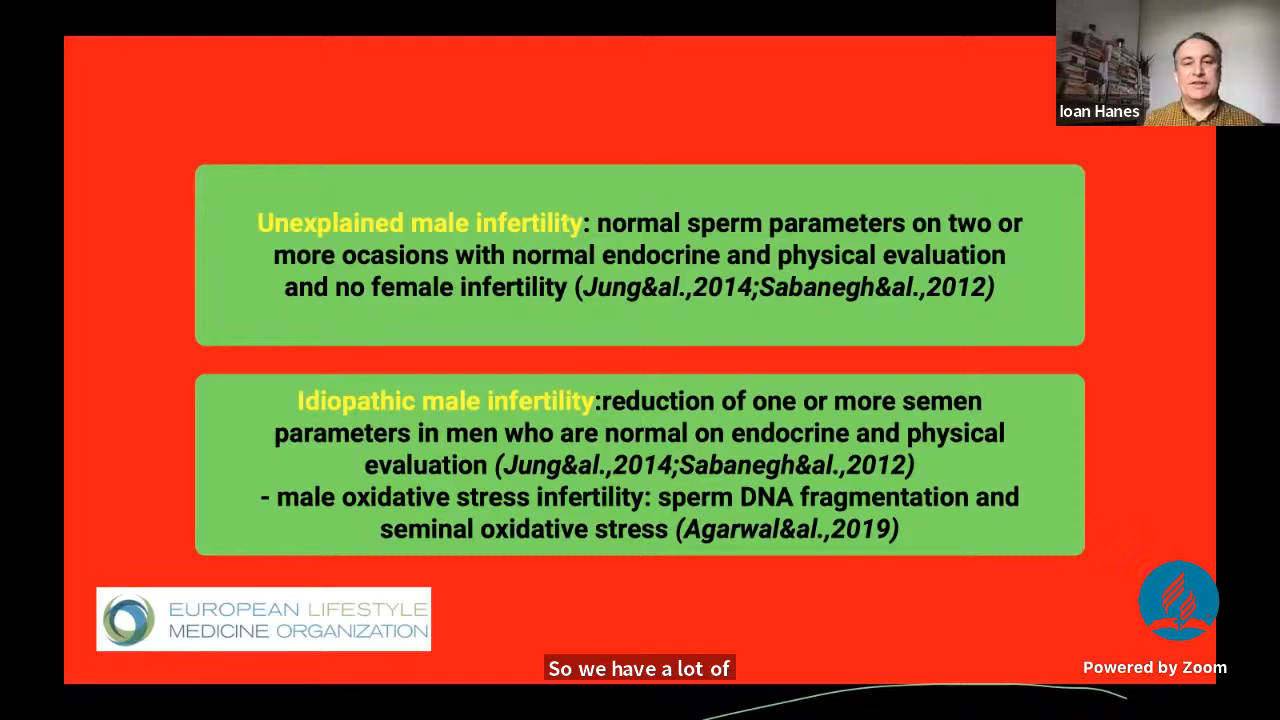 Ioan Hanes
Unexplained male infertility: normal sperm parameters on two or
more ocasions with normal endocrine and physical evaluation
and no female infertility (Jung&al.,2014;Sabanegh&al.,2012)
Idiopathic male infertility:reduction of one or more semen
parameters in men who are normal on endocrine and physical
evaluation (Jung&al.,2014;Sabanegh&al.,2012)
- male oxidative stress infertility: sperm DNA fragmentation and
seminal oxidative stress (Agarwal&al.,2019)
EUROPEAN LIFESTYLE
MEDICINE ORGANIZATION
So we have a lot of
Powered by Zoom